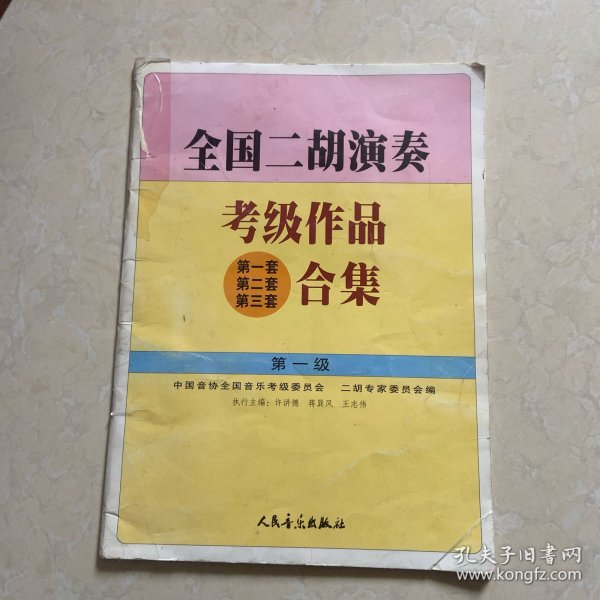 全国二胡演奏
考级作品
第一套
第二套
第三套
合集
第一级
中国音协全国音乐考级委员会 二胡专家委员会编
执行主编：许讲德 蒋巽风 王志伟
人民音乐出版社
孔夫子旧书网
www.kongfz.com